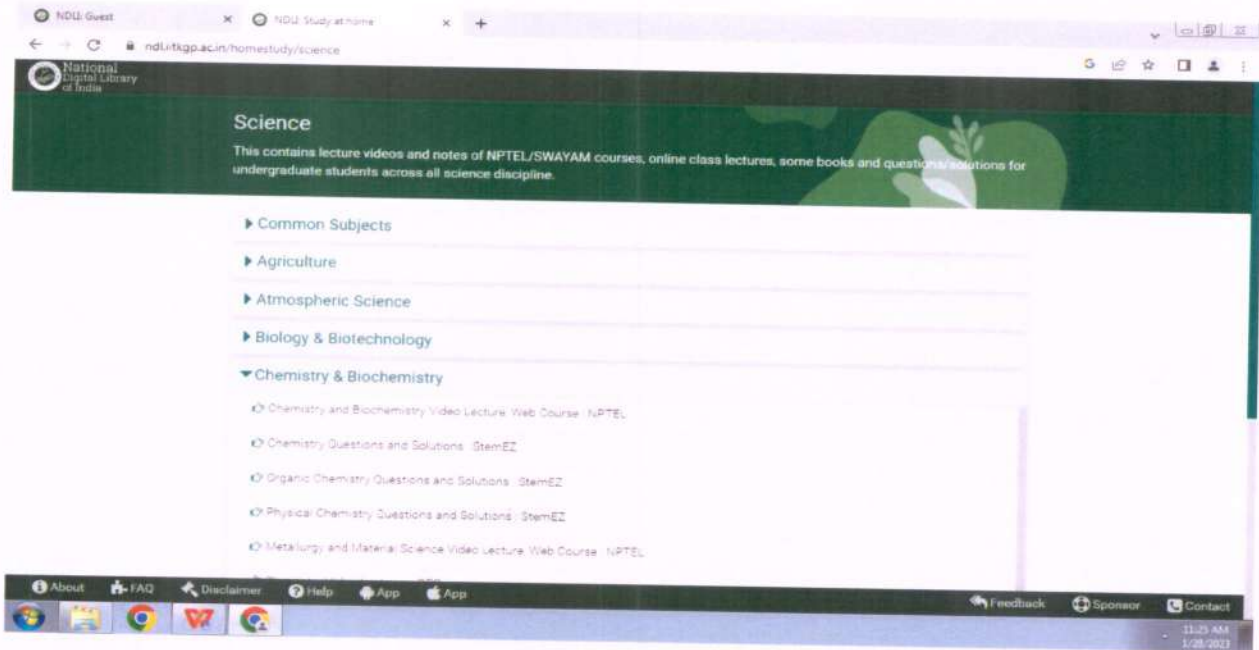 NDLI: Guest
NDLI: Study at home
ndl.iitkgp.ac.in/homestudy/science
National
Digital Library
of India
Science
This contains lecture videos and notes of NPTEL/SWAYAM courses, online class lectures, some books and questions/solutions for
undergraduate students across all science discipline.
Common Subjects
Agriculture
Atmospheric Science
Biology & Biotechnology
Chemistry & Biochemistry
Chemistry and Biochemistry Video Lecture, Web Course : NPTEL
Chemistry Questions and Solutions : StemEZ
Organic Chemistry Questions and Solutions : StemEZ
Physical Chemistry Questions and Solutions : StemEZ
Metallurgy and Material Science Video Lecture, Web Course : NPTEL
About FAQ Disclaimer Help App App Feedback Sponsor Contact
11:25 AM
1/28/2023